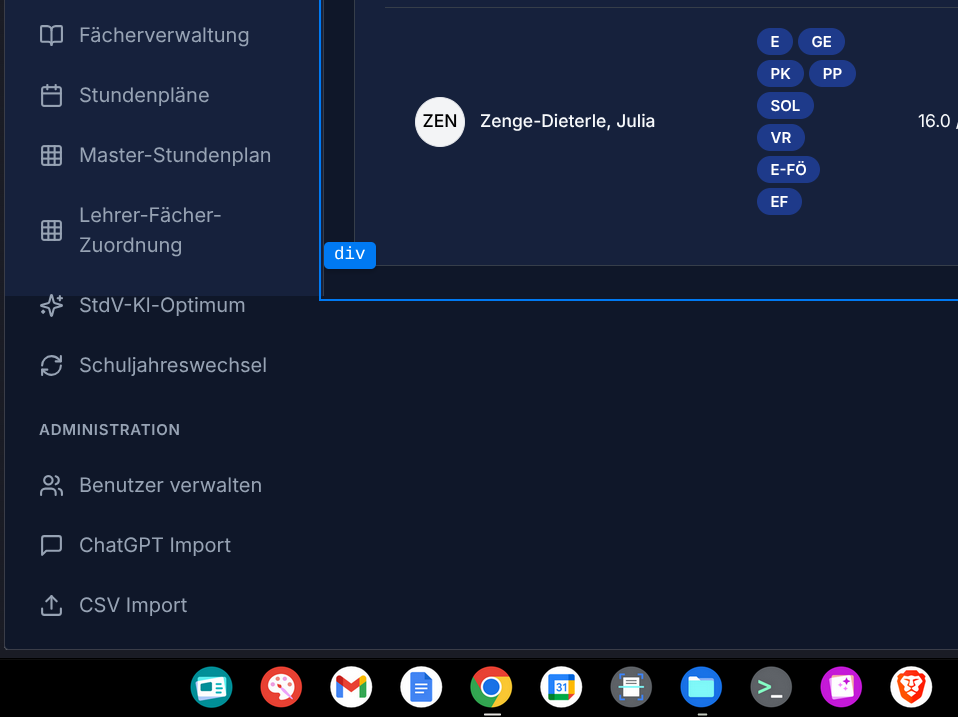 Fächerverwaltung
Stundenpläne
Master-Stundenplan
Lehrer-Fächer-
Zuordnung
StdV-KI-Optimum
Schuljahreswechsel
ADMINISTRATION
Benutzer verwalten
ChatGPT Import
CSV Import
E GE
PK PP
SOL
VR
E-FÖ
EF
ZEN Zenge-Dieterle, Julia 16.0 /
div
31
>_